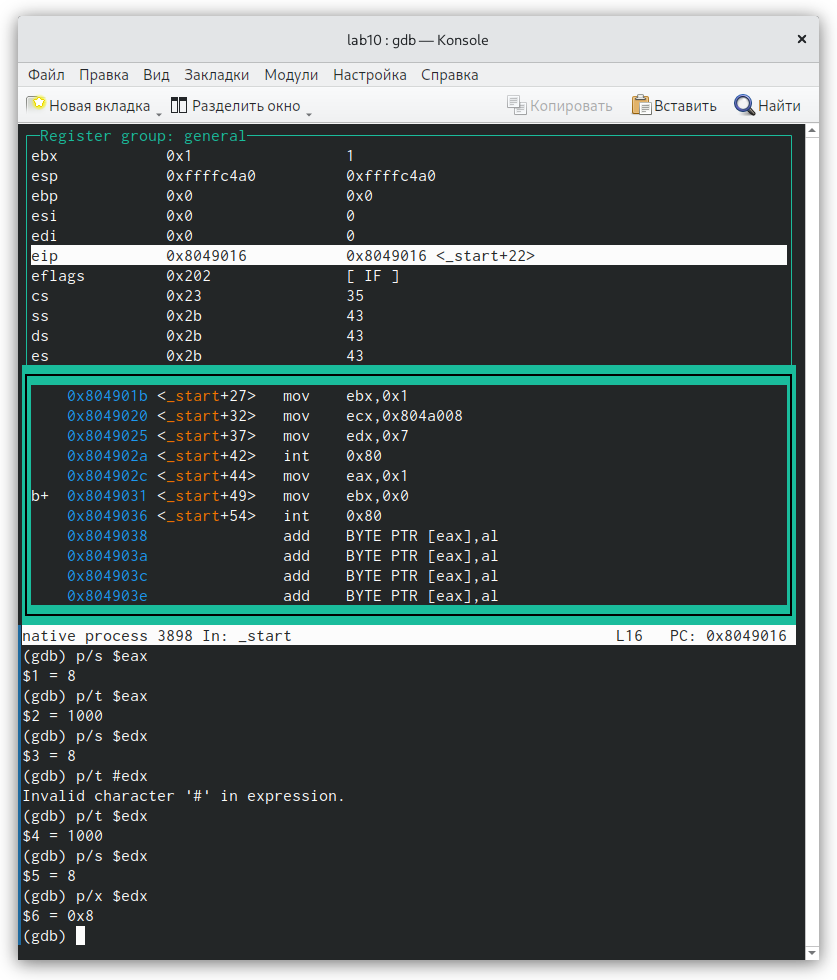 lab10 : gdb — Konsole
Файл Правка Вид Закладки Модули Настройка Справка
Новая вкладка Разделить окно Копировать Вставить Найти
Register group: general
ebx 0x1 1
esp 0xffffc4a0 0xffffc4a0
ebp 0x0 0x0
esi 0x0 0
edi 0x0 0
eip 0x8049016 0x8049016 <_start+22>
eflags 0x202 [ IF ]
cs 0x23 35
ss 0x2b 43
ds 0x2b 43
es 0x2b 43
0x804901b <_start+27> mov ebx,0x1
0x8049020 <_start+32> mov ecx,0x804a008
0x8049025 <_start+37> mov edx,0x7
0x804902a <_start+42> int 0x80
0x804902c <_start+44> mov eax,0x1
b+ 0x8049031 <_start+49> mov ebx,0x0
0x8049036 <_start+54> int 0x80
0x8049038 add BYTE PTR [eax],al
0x804903a add BYTE PTR [eax],al
0x804903c add BYTE PTR [eax],al
0x804903e add BYTE PTR [eax],al
native process 3898 In: _start L16 PC: 0x8049016
(gdb) p/s $eax
$1 = 8
(gdb) p/t $eax
$2 = 1000
(gdb) p/s $edx
$3 = 8
(gdb) p/t #edx
Invalid character '#' in expression.
(gdb) p/t $edx
$4 = 1000
(gdb) p/s $edx
$5 = 8
(gdb) p/x $edx
$6 = 0x8
(gdb)